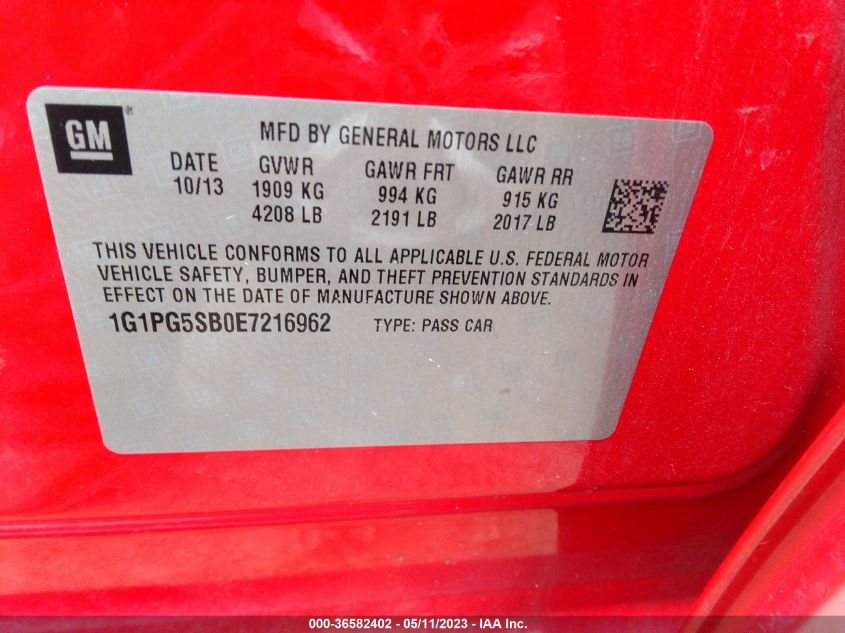 GM
MFD BY GENERAL MOTORS LLC
DATE GVWR GAWR FRT GAWR RR
10/13 1909 KG 994 KG 915 KG
4208 LB 2191 LB 2017 LB
THIS VEHICLE CONFORMS TO ALL APPLICABLE U.S. FEDERAL MOTOR
VEHICLE SAFETY, BUMPER, AND THEFT PREVENTION STANDARDS IN
EFFECT ON THE DATE OF MANUFACTURE SHOWN ABOVE.
1G1PG5SB0E7216962 TYPE: PASS CAR
000-36582402 - 05/11/2023 - IAA Inc.